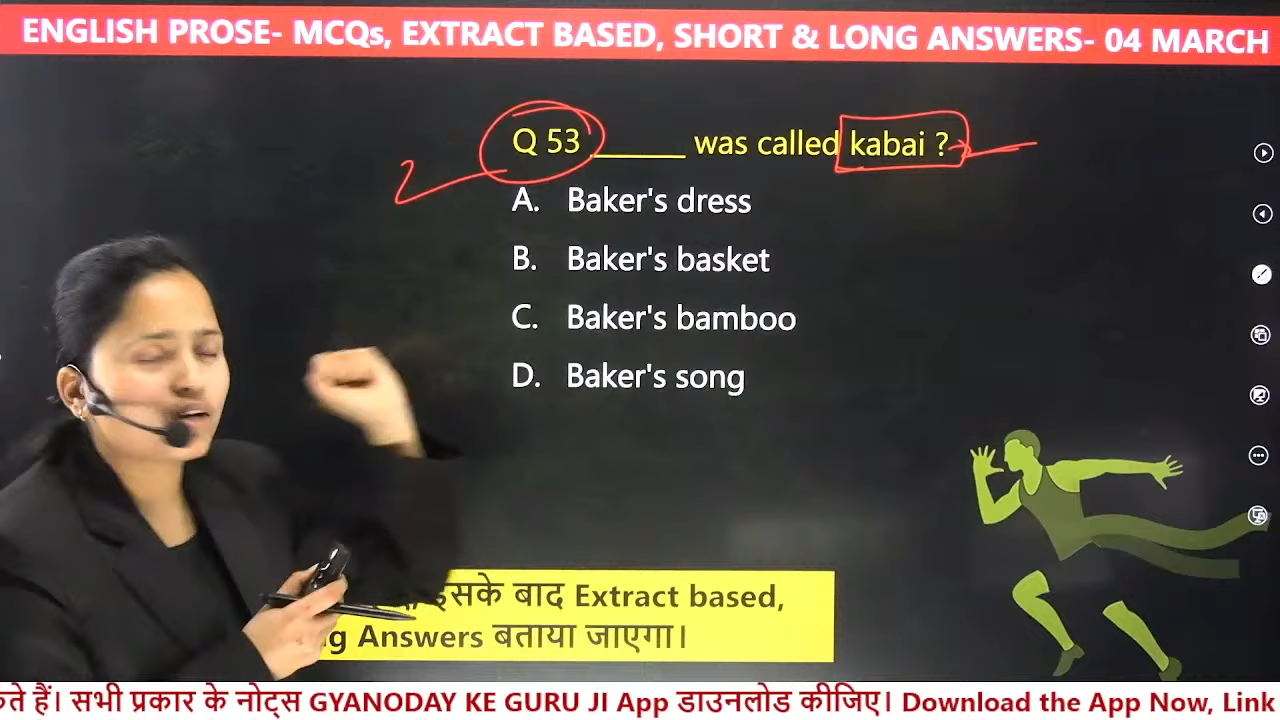 ENGLISH PROSE- MCQs, EXTRACT BASED, SHORT & LONG ANSWERS- 04 MARCH
Q 53 ______ was called kabai ?
A. Baker's dress
B. Baker's basket
C. Baker's bamboo
D. Baker's song
इसके बाद Extract based,
Answers बताया जाएगा।
हैं। सभी प्रकार के नोट्स GYANODAY KE GURU JI App डाउनलोड कीजिए। Download the App Now, Link